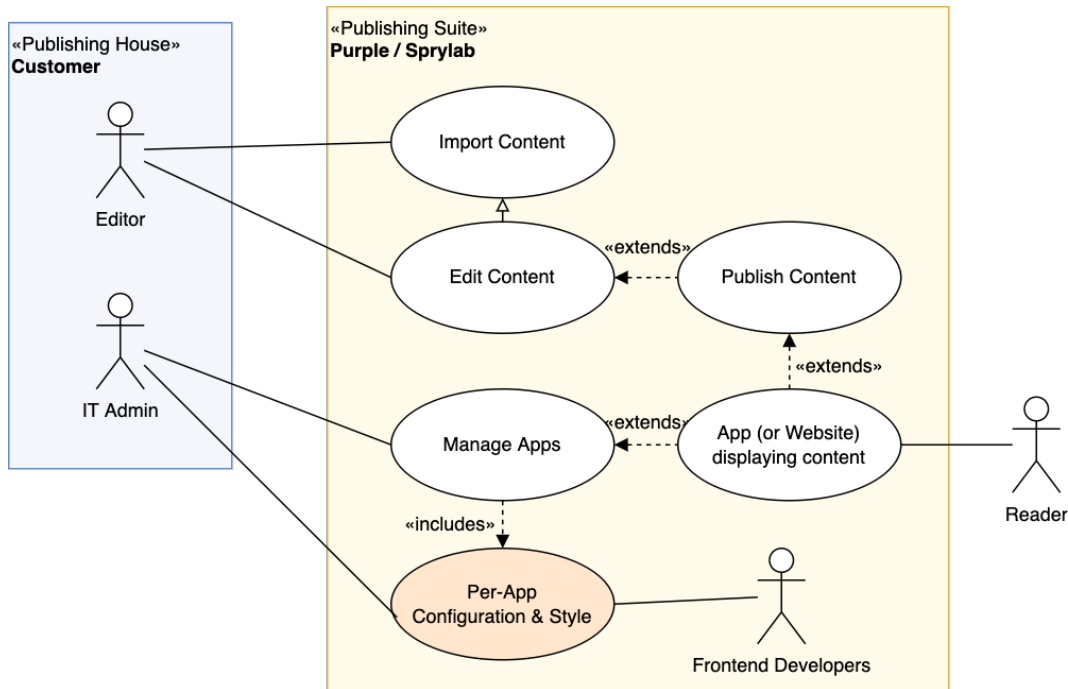 «Publishing House»
Customer
Editor
IT Admin
«Publishing Suite»
Purple / Sprylab
Import Content
Edit Content
«extends»
Publish Content
«extends»
Manage Apps
«extends»
App (or Website)
displaying content
Reader
«includes»
Per-App
Configuration & Style
Frontend Developers